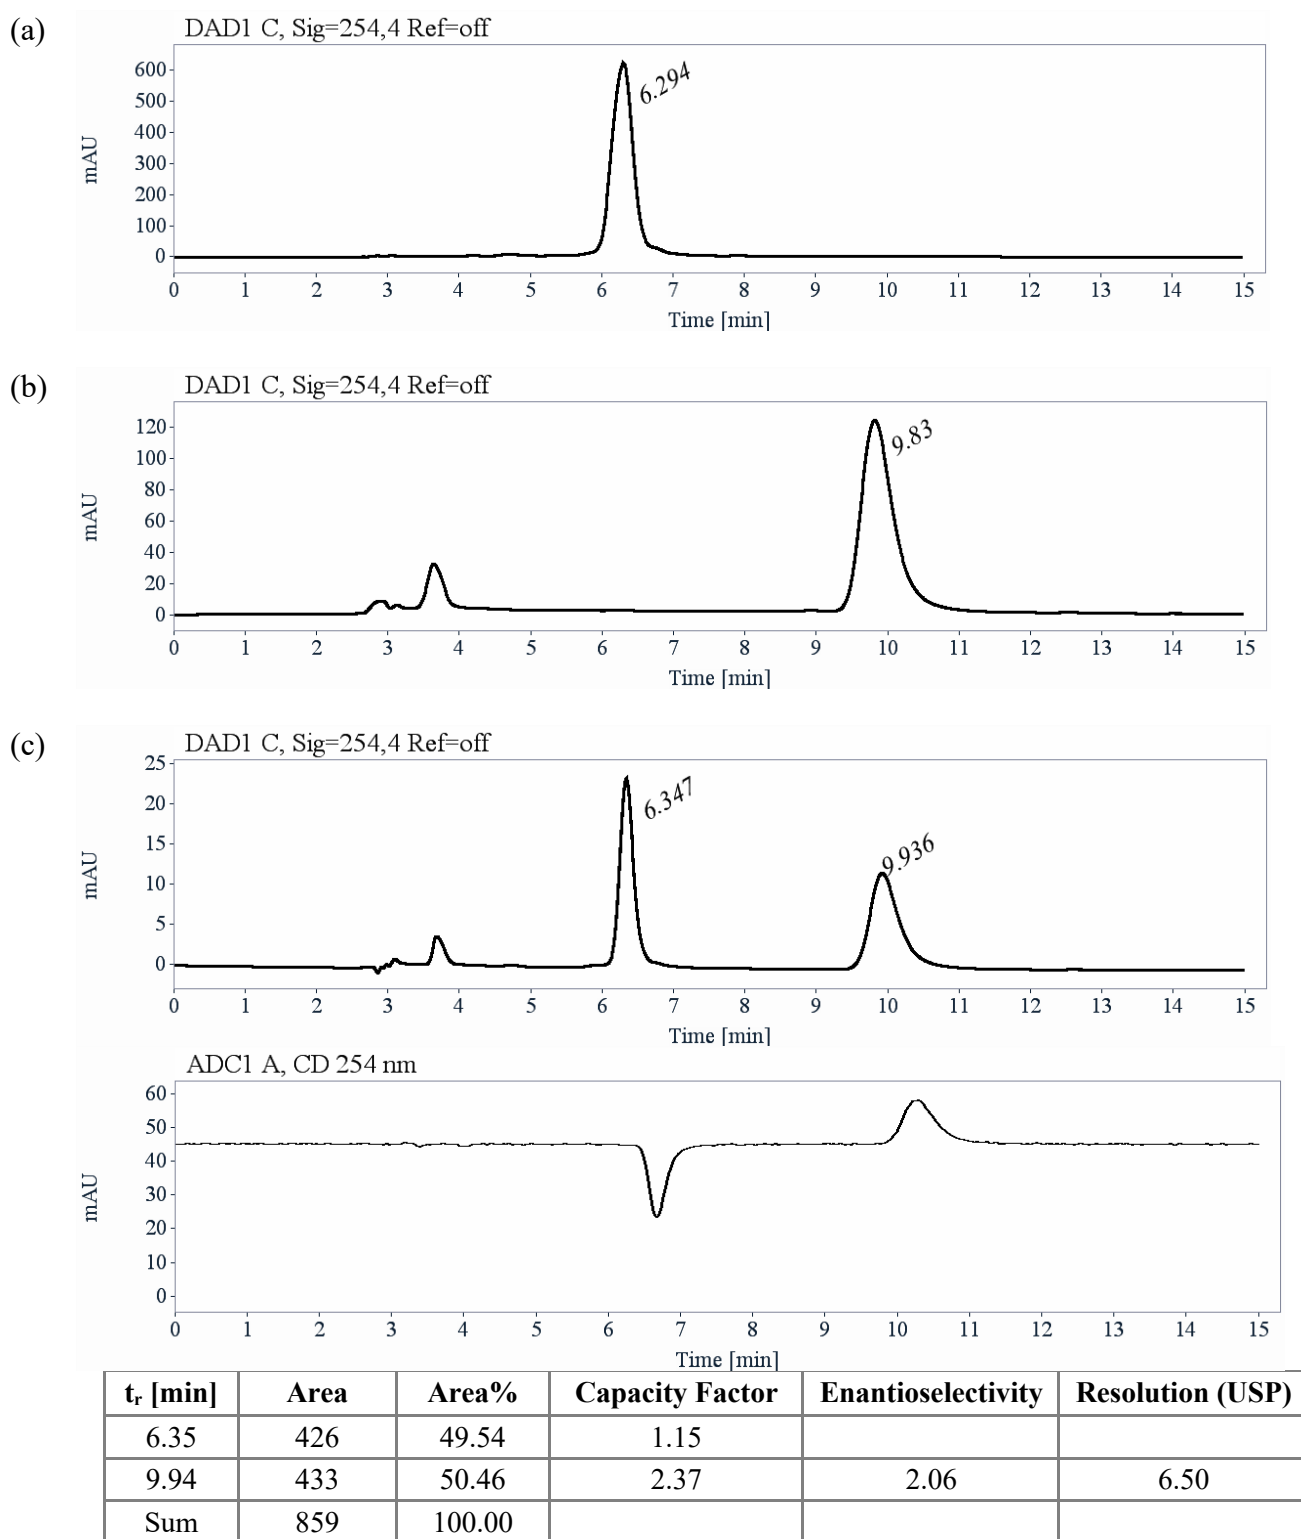 (a)
DAD1 C, Sig=254,4 Ref=off
mAU
600
500
400
300
200
100
0
6.294
0 1 2 3 4 5 6 7 8 9 10 11 12 13 14 15
Time [min]
(b)
DAD1 C, Sig=254,4 Ref=off
mAU
120
100
80
60
40
20
0
9.83
0 1 2 3 4 5 6 7 8 9 10 11 12 13 14 15
Time [min]
(c)
DAD1 C, Sig=254,4 Ref=off
mAU
25
20
15
10
5
0
6.347
9.936
0 1 2 3 4 5 6 7 8 9 10 11 12 13 14 15
Time [min]
ADC1 A, CD 254 nm
mAU
60
50
40
30
20
10
0
0 1 2 3 4 5 6 7 8 9 10 11 12 13 14 15
Time [min]
tr [min] Area Area% Capacity Factor Enantioselectivity Resolution (USP)
6.35 426 49.54 1.15
9.94 433 50.46 2.37 2.06 6.50
Sum 859 100.00